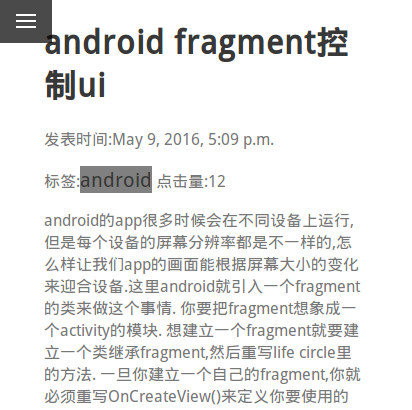 android fragment控
制ui
发表时间:May 9, 2016, 5:09 p.m.
标签:android 点击量:12
android的app很多时候会在不同设备上运行,
但是每个设备的屏幕分辨率都是不一样的,怎
么样让我们app的画面能根据屏幕大小的变化
来迎合设备.这里android就引入一个fragment
的类来做这个事情. 你要把fragment想象成一
个activity的模块. 想建立一个fragment就要建
立一个类继承fragment,然后重写life circle里
的方法. 一旦你建立一个自己的fragment,你就
必须重写OnCreateView()来定义你要使用的